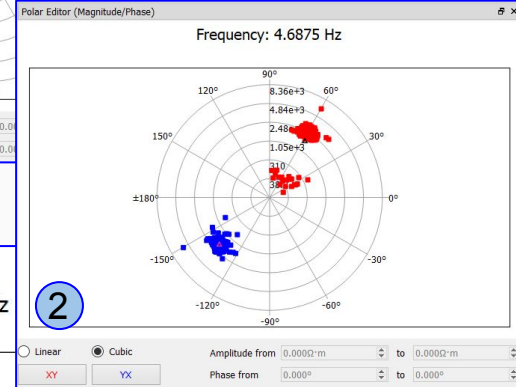 Polar Editor (Magnitude/Phase)
Frequency: 4.6875 Hz
90°
120°
8.36e+3
60°
4.84e+3
150°
2.48e
30°
1.05e+3
310
38
±180°
0°
-150°
-30°
-120°
-60°
-90°
2
z
Linear
Cubic
Amplitude from
0.000Ω·m
to
0.000Ω·m
XY
YX
Phase from
0.000°
to
0.000°